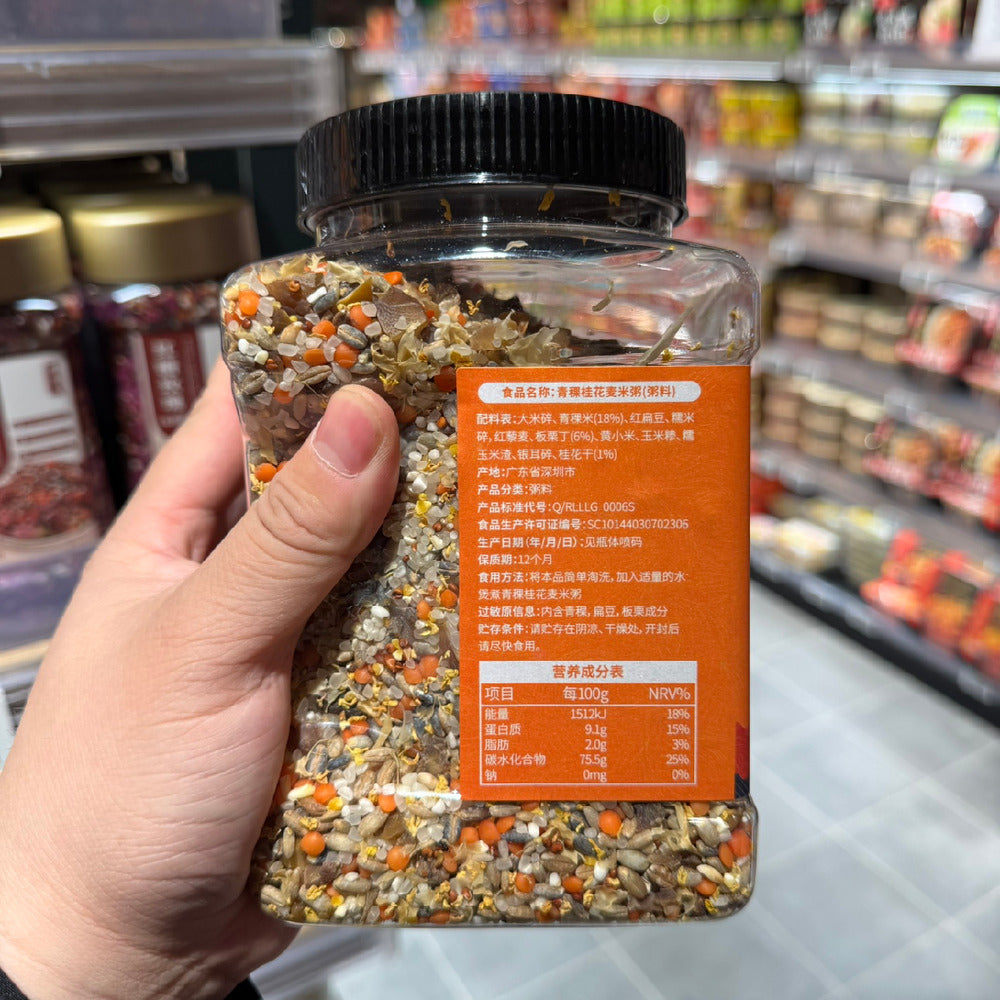 食品名称:青稞桂花麦米粥(粥料)
配料表:大米碎、青稞米(18%)、红扁豆、糯米
碎,红藜麦、板栗丁(6%)、黄小米、玉米糁、糯
玉米渣、银耳碎、桂花干(1%)
产地:广东省深圳市
产品分类:粥料
产品标准代号:Q/RLLLG 0006S
食品生产许可证编号:SC10144030702306
生产日期(年/月/日):见瓶体喷码
保质期:12个月
食用方法:将本品简单淘洗,加入适量的水
煲煮青稞桂花麦米粥
过敏原信息:内含青稞,扁豆,板栗成分
贮存条件:请贮存在阴凉、干燥处,开封后
请尽快食用。
营养成分表
项目 每100g NRV%
能量 1512kJ 18%
蛋白质 9.1g 15%
脂肪 2.0g 3%
碳水化合物 75.5g 25%
钠 0mg 0%